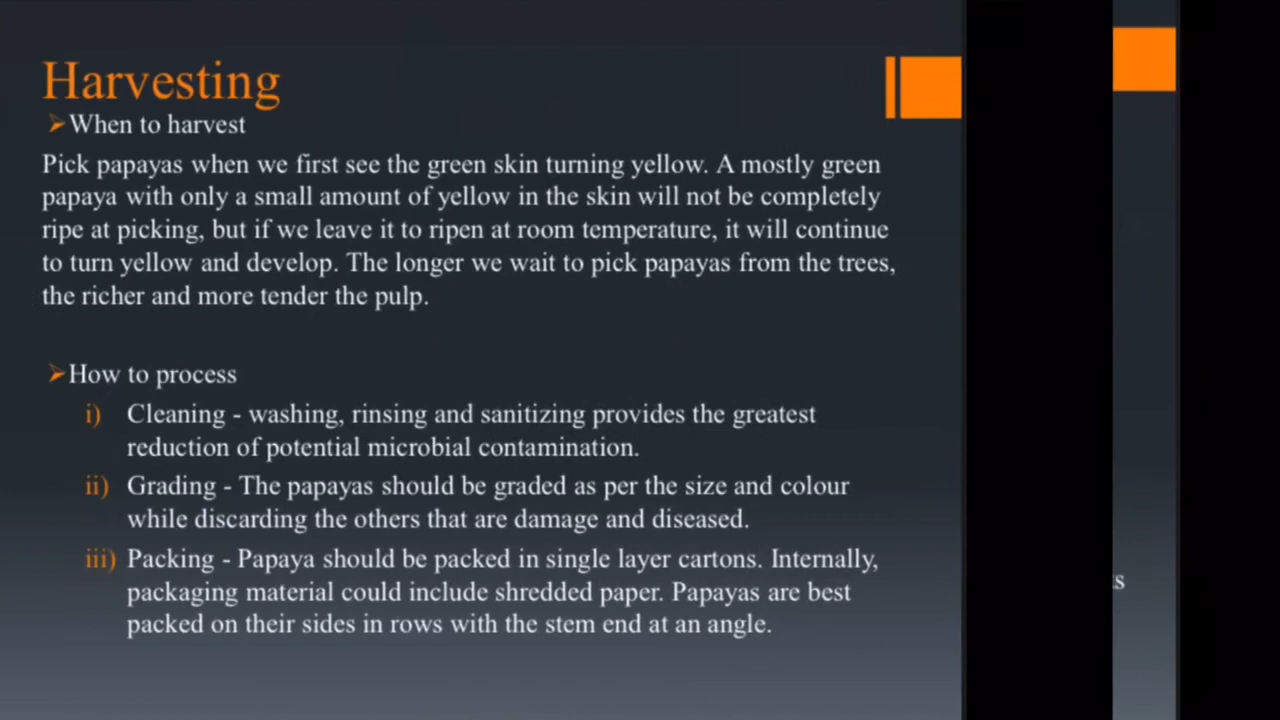 Harvesting
When to harvest
Pick papayas when we first see the green skin turning yellow. A mostly green
papaya with only a small amount of yellow in the skin will not be completely
ripe at picking, but if we leave it to ripen at room temperature, it will continue
to turn yellow and develop. The longer we wait to pick papayas from the trees,
the richer and more tender the pulp.
How to process
i) Cleaning - washing, rinsing and sanitizing provides the greatest
reduction of potential microbial contamination.
ii) Grading - The papayas should be graded as per the size and colour
while discarding the others that are damage and diseased.
iii) Packing - Papaya should be packed in single layer cartons. Internally,
packaging material could include shredded paper. Papayas are best
packed on their sides in rows with the stem end at an angle.